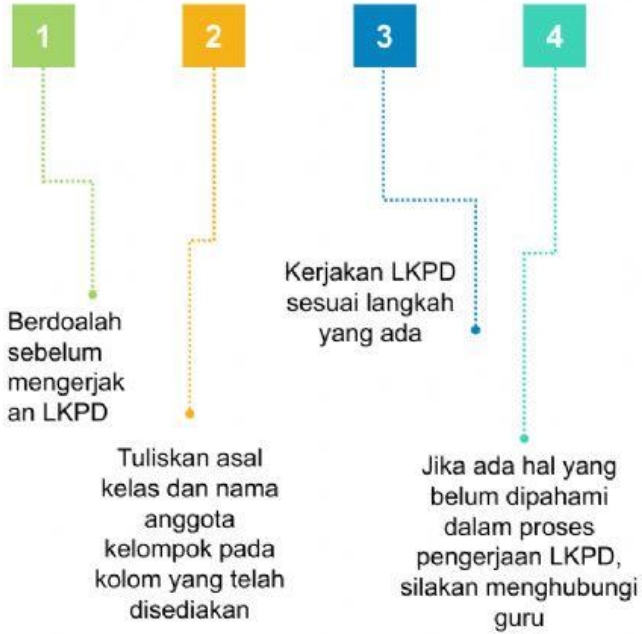 1
Berdoalah
sebelum
mengerjak
an LKPD
2
Tuliskan asal
kelas dan nama
anggota
kelompok pada
kolom yang telah
disediakan
3
Kerjakan LKPD
sesuai langkah
yang ada
4
Jika ada hal yang
belum dipahami
dalam proses
pengerjaan LKPD,
silakan menghubungi
guru